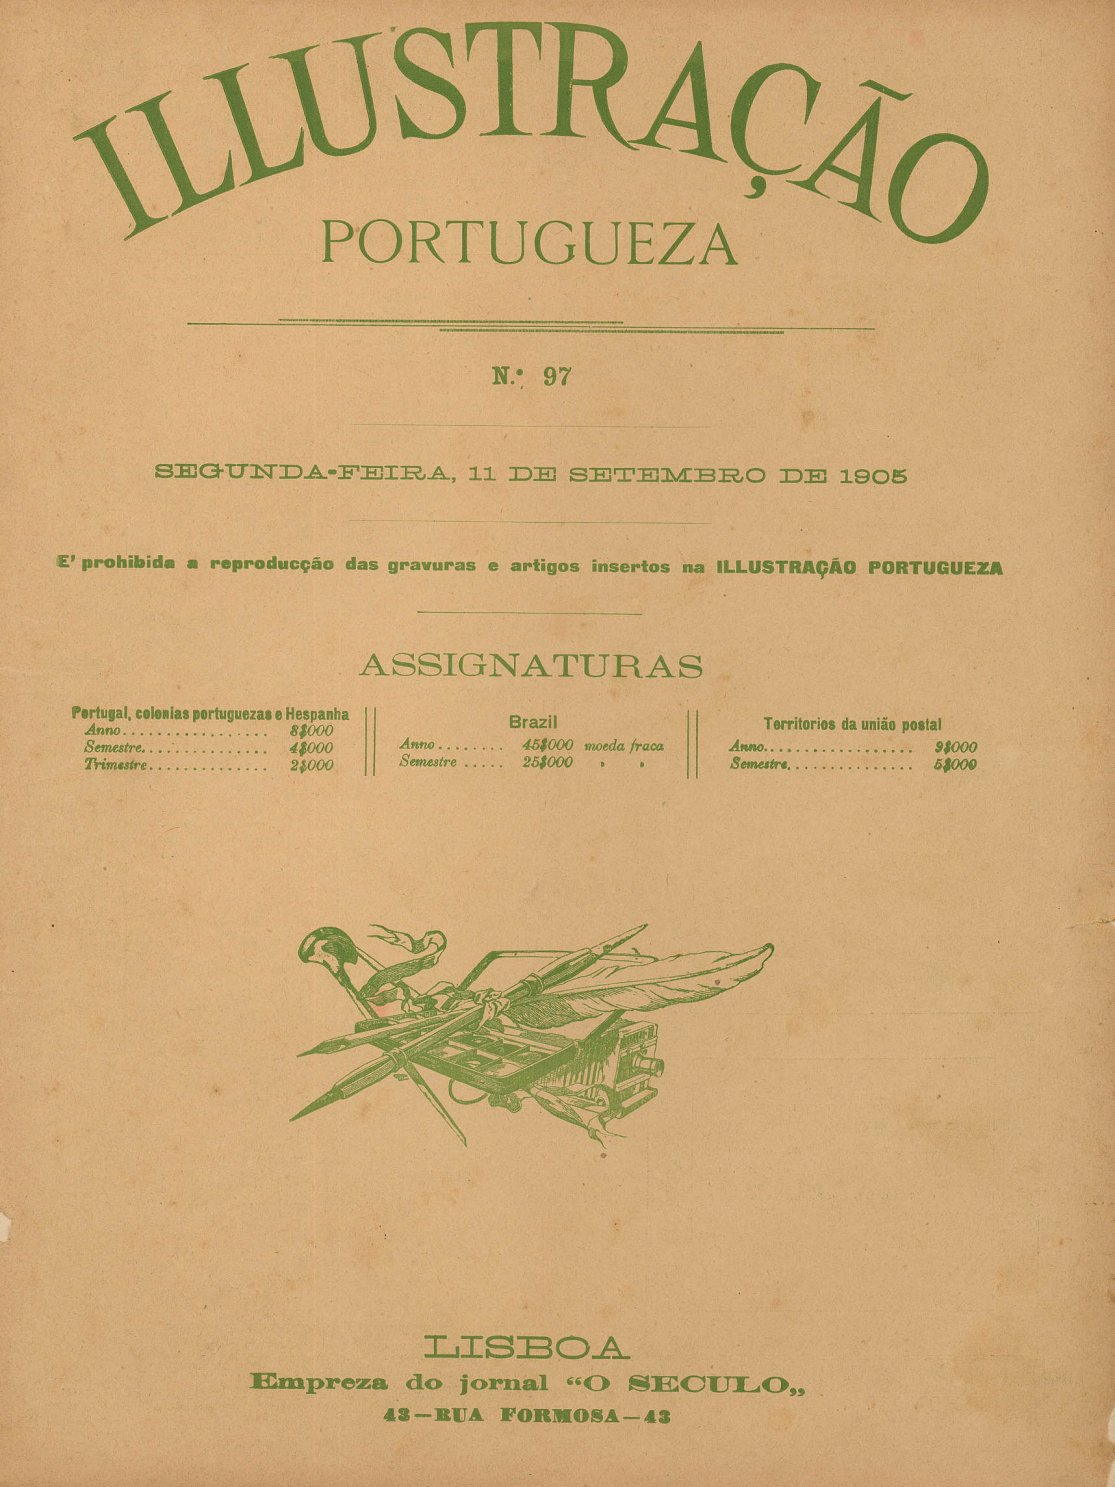 ILLUSTRAÇÃO
PORTUGUEZA
N.º 97
SEGUNDA-FEIRA, 11 DE SETEMBRO DE 1905
E' prohibida a reproducção das gravuras e artigos insertos na ILLUSTRAÇÃO PORTUGUEZA
ASSIGNATURAS
Portugal, colonias portuguezas e Hespanha
Anno................. 8$000
Semestre............... 4$000
Trimestre.............. 2$000
Brazil
Anno........ 45$000 moeda fraca
Semestre ..... 25$000 » »
Territorios da união postal
Anno.................. 9$000
Semestre............... 5$000
LISBOA
Empreza do jornal “O SECULO„
43—RUA FORMOSA—43